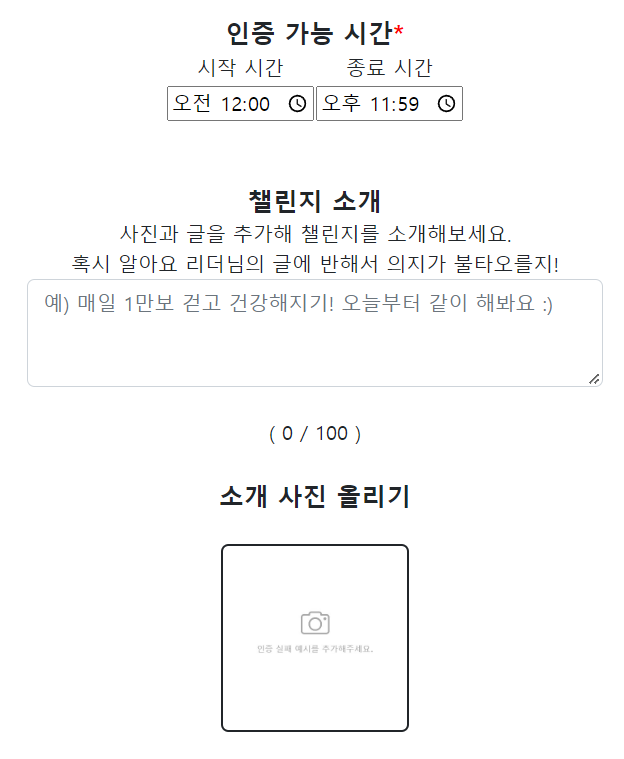 인증 가능 시간*
시작 시간 종료 시간
오전 12:00 오후 11:59
챌린지 소개
사진과 글을 추가해 챌린지를 소개해보세요.
혹시 알아요 리더님의 글에 반해서 의지가 불타오를지!
예) 매일 1만보 걷고 건강해지기! 오늘부터 같이 해봐요 :)
( 0 / 100 )
소개 사진 올리기
인증 실패 예시를 추가해주세요.